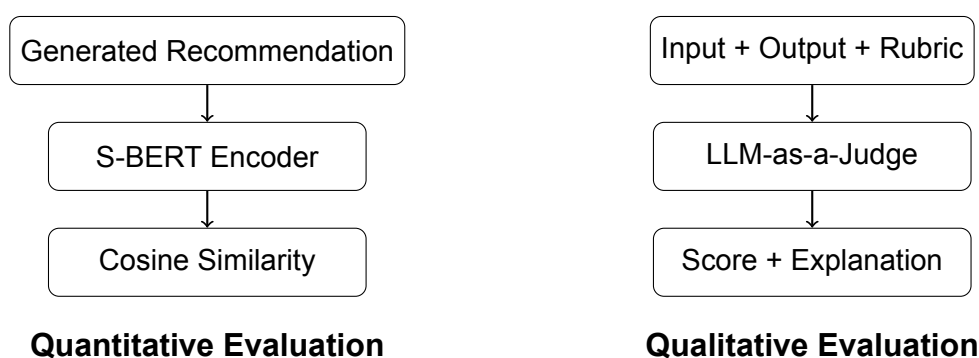 Generated Recommendation
S-BERT Encoder
Cosine Similarity
Quantitative Evaluation
Input + Output + Rubric
LLM-as-a-Judge
Score + Explanation
Qualitative Evaluation